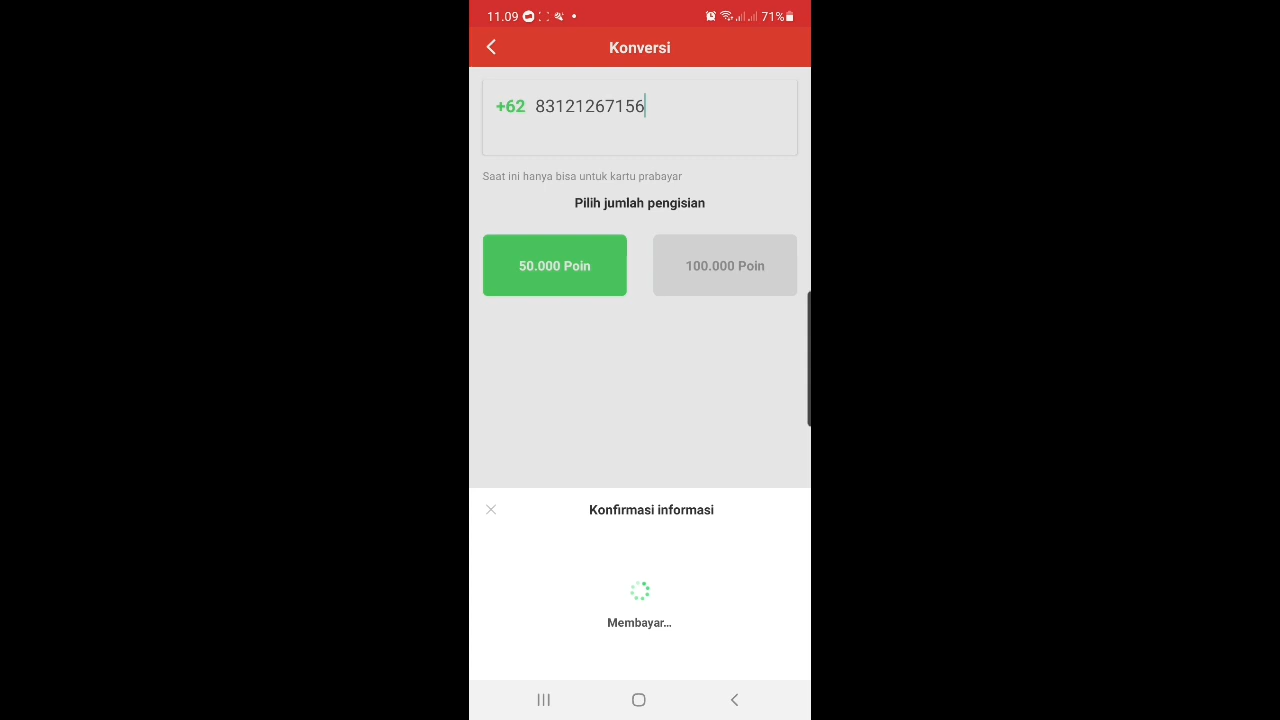 11.09 71%
Konversi
+62 83121267156
Saat ini hanya bisa untuk kartu prabayar
Pilih jumlah pengisian
50.000 Poin 100.000 Poin
Konfirmasi informasi
Membayar...